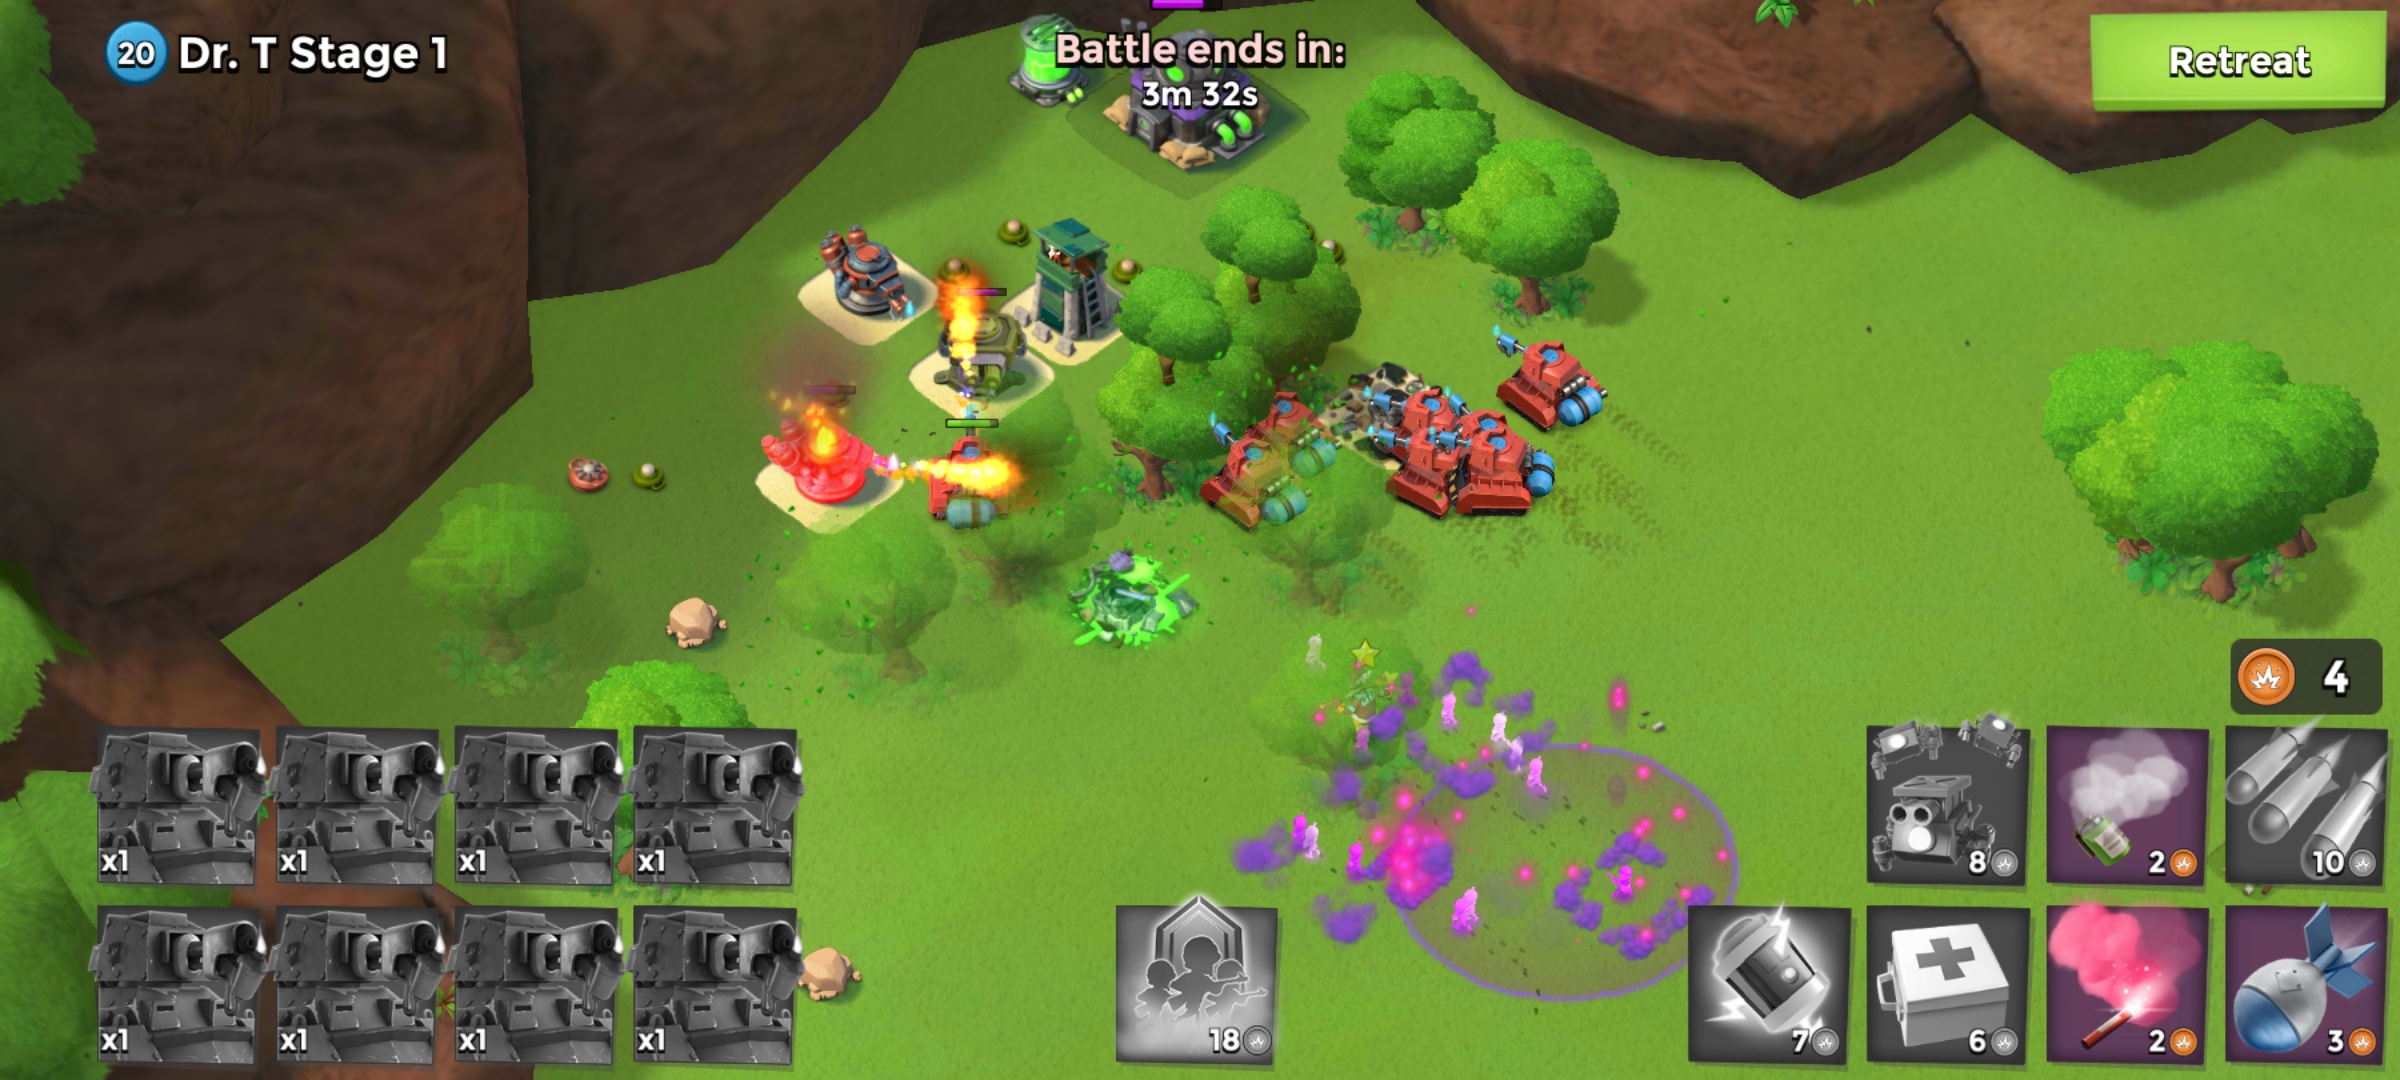 20 Dr. T Stage 1
Battle ends in:
3m 32s
Retreat
4
x1 x1 x1 x1
8 2 10
x1 x1 x1 x1
18 7 6 2 3